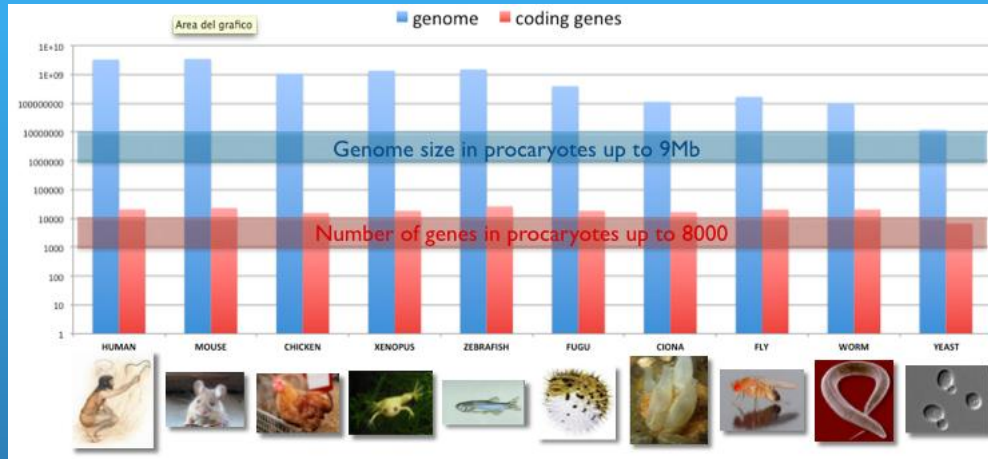 Area del grafico
genome coding genes
1E+10
1E+09
100000000
10000000
Genome size in procaryotes up to 9Mb
1000000
100000
10000
Number of genes in procaryotes up to 8000
1000
100
10
1
HUMAN MOUSE CHICKEN XENOPUS ZEBRAFISH FUGU CIONA FLY WORM YEAST